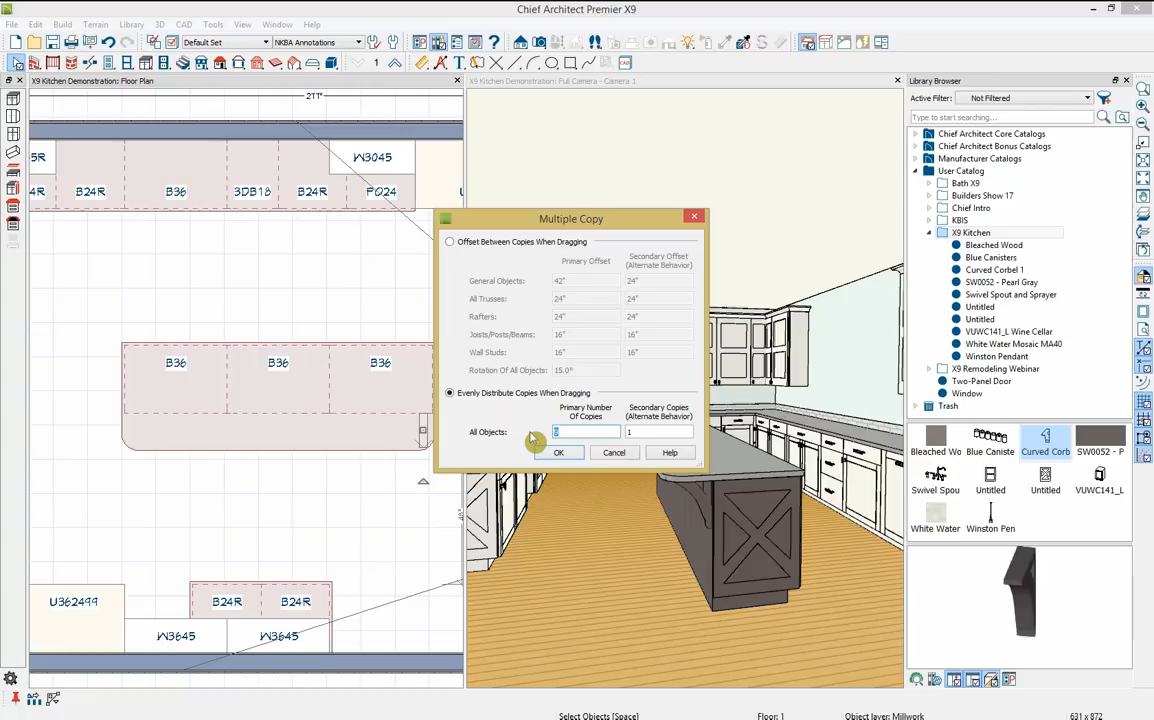 Chief Architect Premier X9
File Edit Build Terrain Library 3D CAD Tools View Window Help
Default Set NKBA Annotations
X9 Kitchen Demonstration: Floor Plan
X9 Kitchen Demonstration: Full Camera - Camera 1
Library Browser
Active Filter: Not Filtered
Type to start searching...
Chief Architect Core Catalogs
Chief Architect Bonus Catalogs
Manufacturer Catalogs
User Catalog
Bath X9
Builders Show 17
Chief Intro
KBIS
X9 Kitchen
Bleached Wood
Blue Canisters
Curved Corbel 1
SW0052 - Pearl Gray
Swivel Spout and Sprayer
Untitled
Untitled
VUWC141_L Wine Cellar
White Water Mosaic MA40
Winston Pendant
X9 Remodeling Webinar
Two-Panel Door
Window
Trash
Bleached Wo Blue Caniste Curved Corb SW0052 - P
Swivel Spou Untitled Untitled VUWC141_L
White Water Winston Pen
5R W3045
4R B24R B36 3DB18 B24R PO24
B36 B36 B36
U362499
B24R B24R
W3645 W3645
Multiple Copy
Offset Between Copies When Dragging
Primary Offset
Secondary Offset
(Alternate Behavior)
General Objects: 42" 24"
All Trusses: 24" 24"
Rafters: 24" 24"
Joists/Posts/Beams: 16" 16"
Wall Studs: 16" 16"
Rotation Of All Objects: 15.0°
Evenly Distribute Copies When Dragging
Primary Number
Of Copies
Secondary Copies
(Alternate Behavior)
All Objects: 1
OK Cancel Help
Select Objects [Space] Floor: 1 Object layer: Millwork 631 x 872